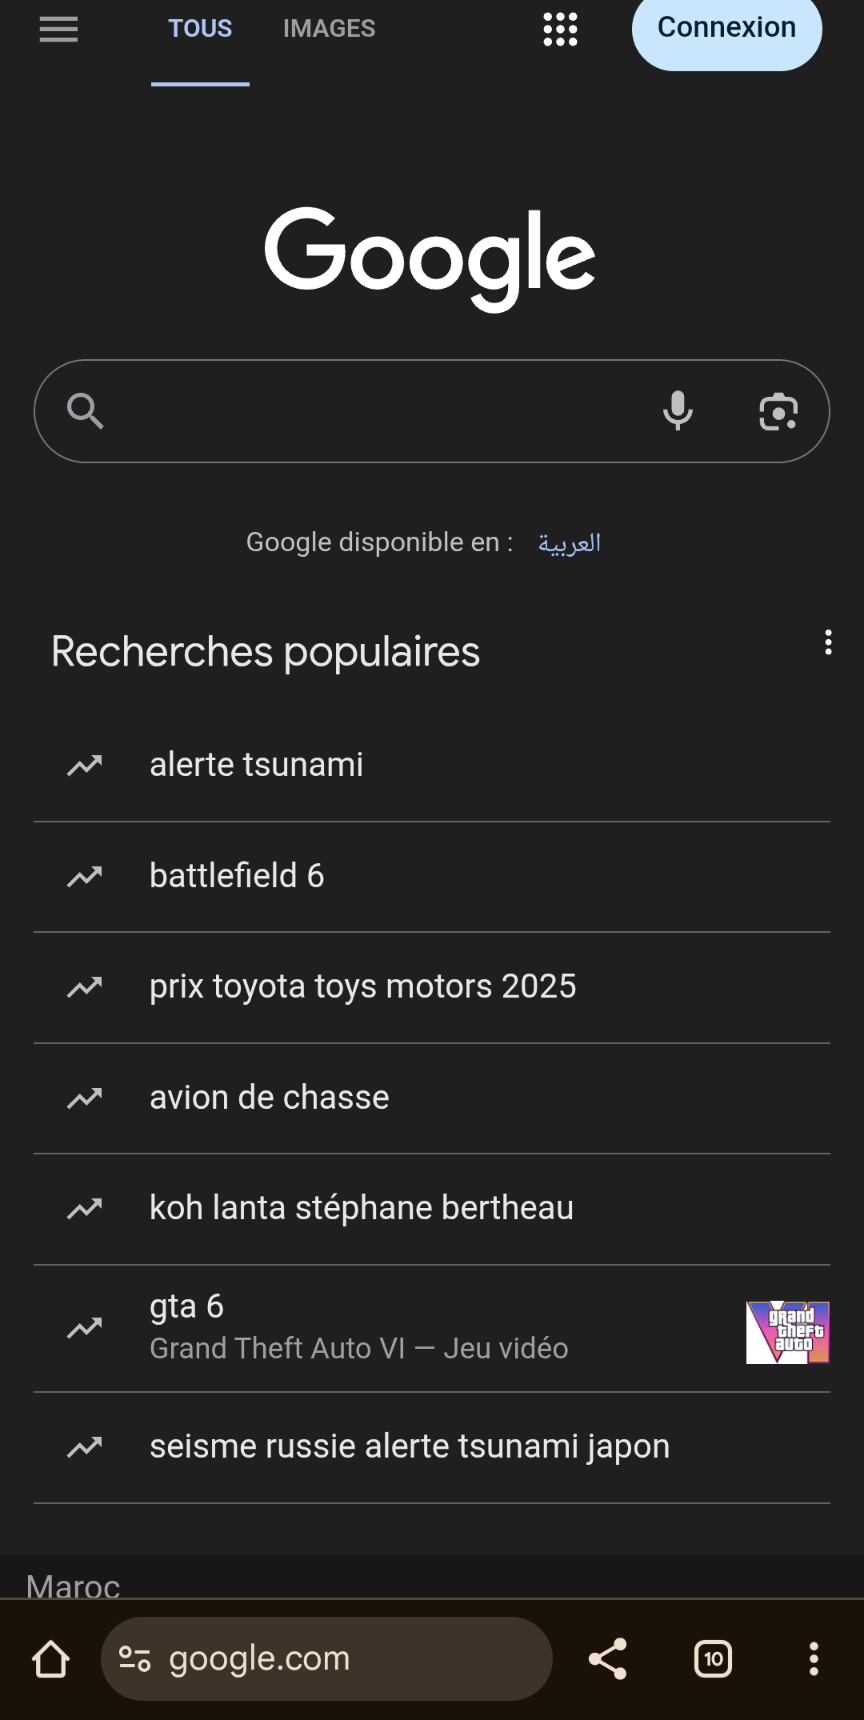 TOUS IMAGES Connexion
Google
Google disponible en : العربية
Recherches populaires
alerte tsunami
battlefield 6
prix toyota toys motors 2025
avion de chasse
koh lanta stéphane bertheau
gta 6
Grand Theft Auto VI — Jeu vidéo
grand
theft
auto
seisme russie alerte tsunami japon
Maroc
google.com
10